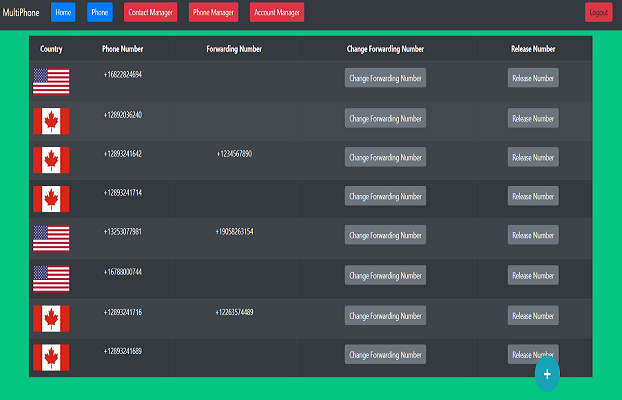 MultiPhone Home Phone Contact Manager Phone Manager Account Manager Logout
Country Phone Number Forwarding Number Change Forwarding Number Release Number
+16822824694 Change Forwarding Number Release Number
+12892036240 Change Forwarding Number Release Number
+12893241642 +1234567890 Change Forwarding Number Release Number
+12893241714 Change Forwarding Number Release Number
+13253077981 +19058263154 Change Forwarding Number Release Number
+16788000744 Change Forwarding Number Release Number
+12893241716 +12263574489 Change Forwarding Number Release Number
+12893241689 Change Forwarding Number Release Number
+